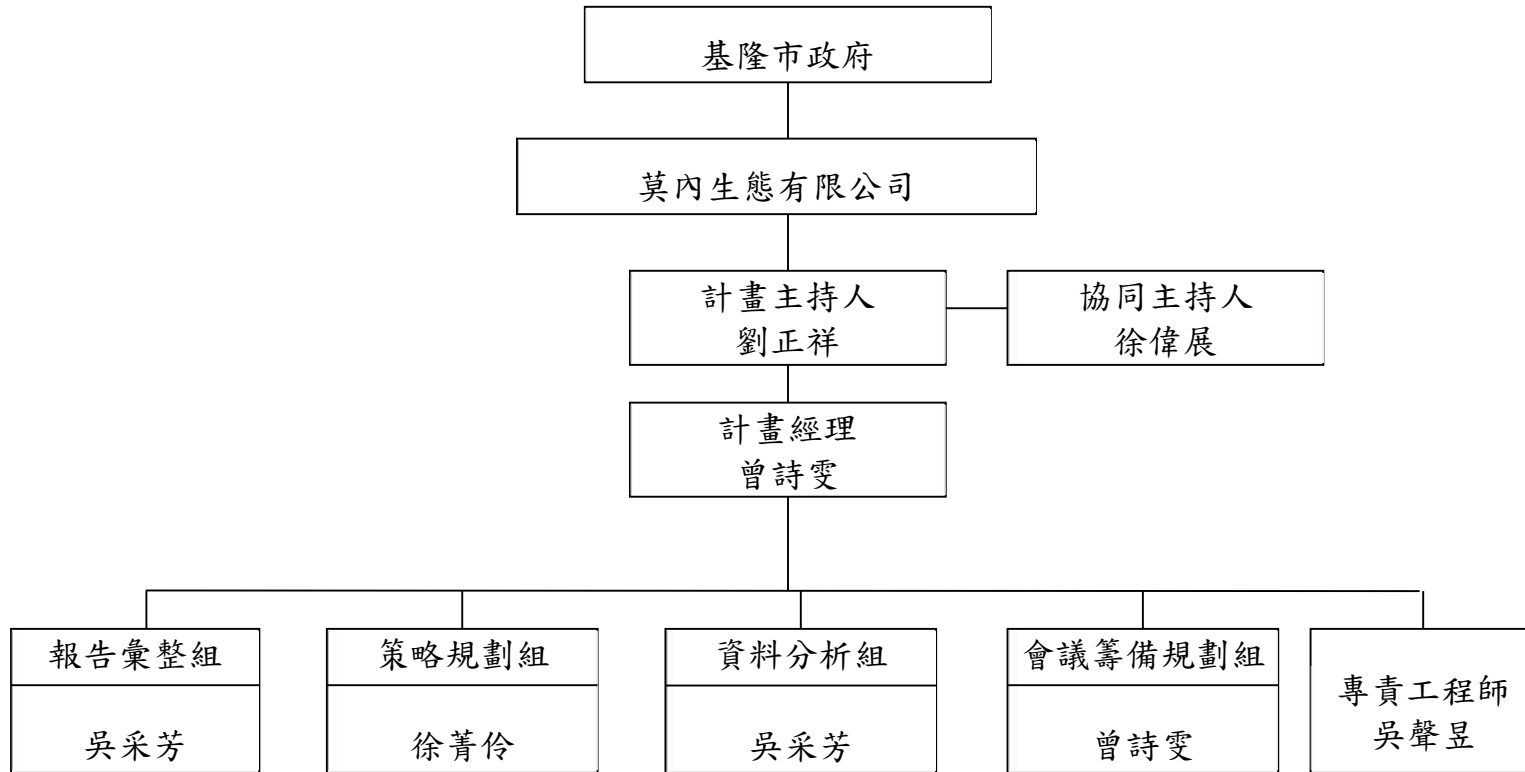 基隆市政府
莫內生態有限公司
計畫主持人
劉正祥
協同主持人
徐偉展
計畫經理
曾詩雯
報告彙整組
吳采芳
策略規劃組
徐菁伶
資料分析組
吳采芳
會議籌備規劃組
曾詩雯
專責工程師
吳聲昱